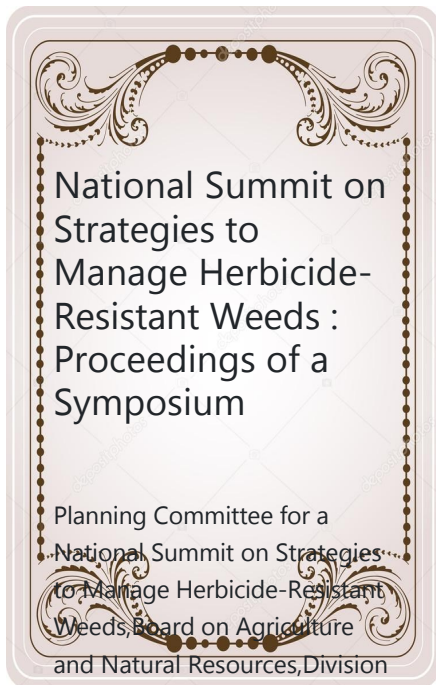 National Summit on
Strategies to
Manage Herbicide-
Resistant Weeds :
Proceedings of a
Symposium
Planning Committee for a
National Summit on Strategies
to Manage Herbicide-Resistant
Weeds,Board on Agriculture
and Natural Resources,Division